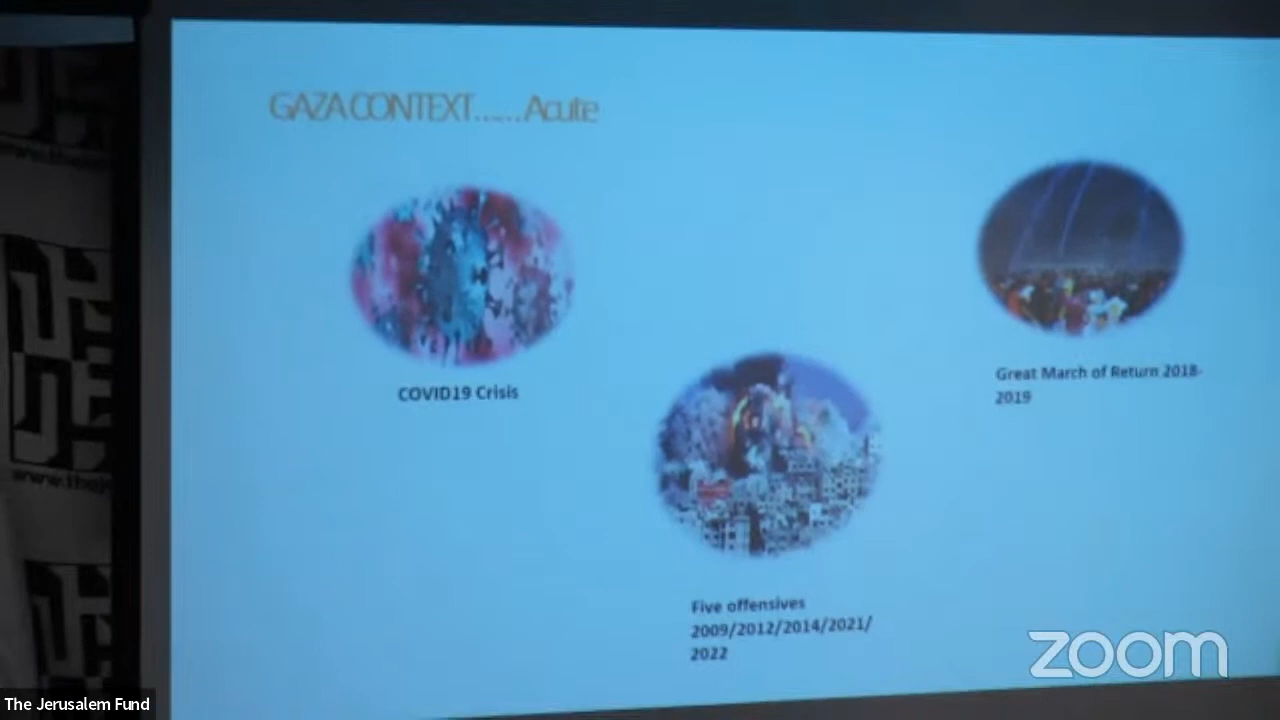 GAZA CONTEXT......Acute
COVID19 Crisis
Great March of Return 2018-
2019
Five offensives
2009/2012/2014/2021/
2022
zoom
The Jerusalem Fund